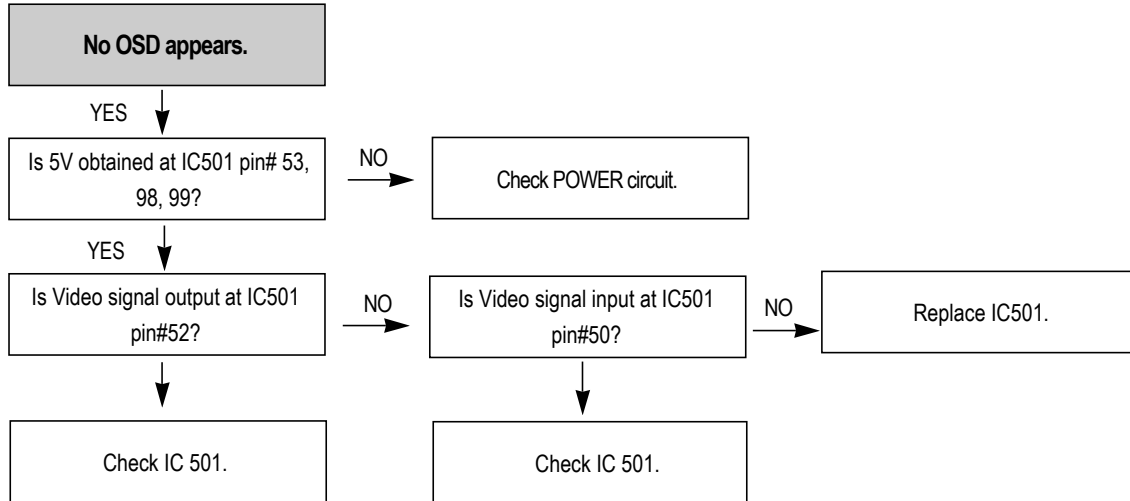 No OSD appears.
YES
Is 5V obtained at IC501 pin# 53,
98, 99?
NO
Check POWER circuit.
YES
Is Video signal output at IC501
pin#52?
NO
Is Video signal input at IC501
pin#50?
NO
Replace IC501.
Check IC 501.
Check IC 501.